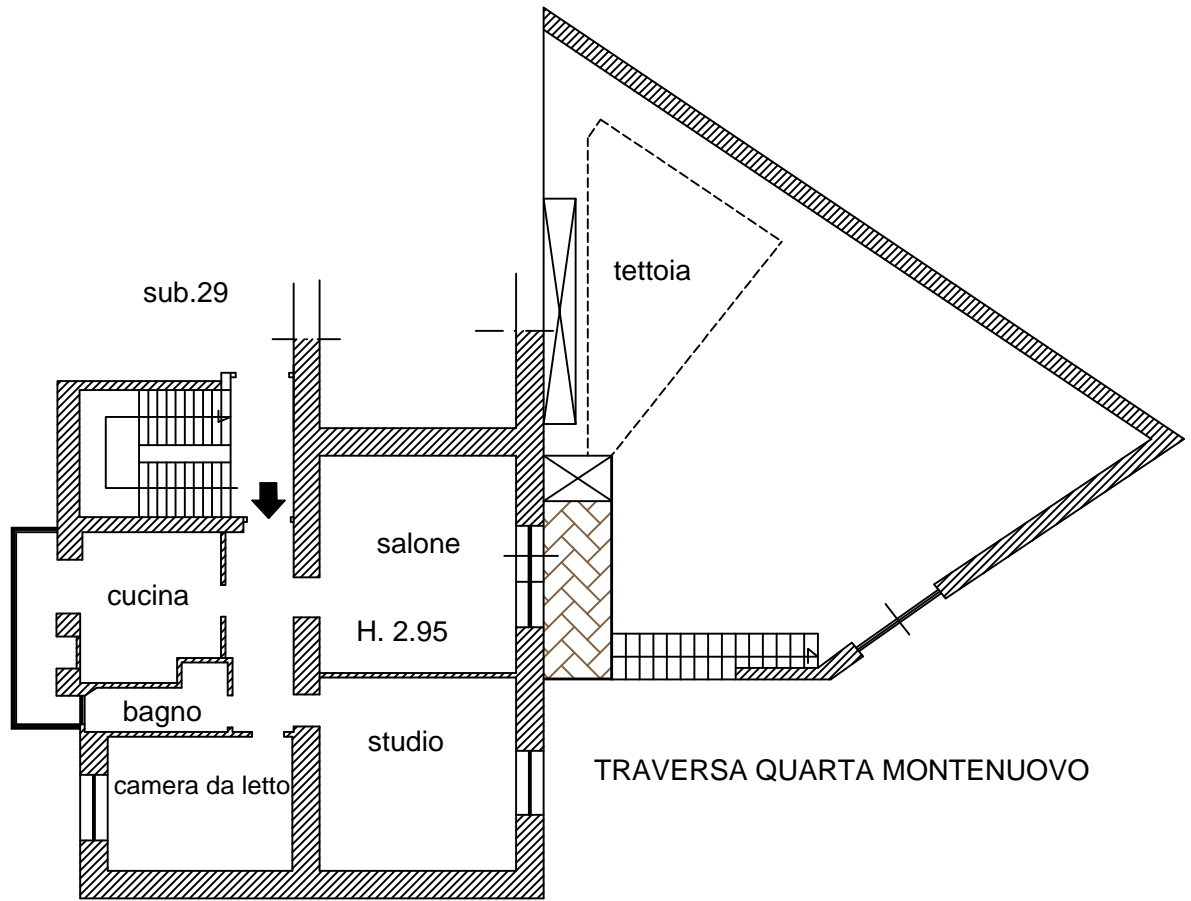 tettoia
sub.29
salone
cucina
H. 2.95
bagno
studio
camera da letto
TRAVERSA QUARTA MONTENUOVO